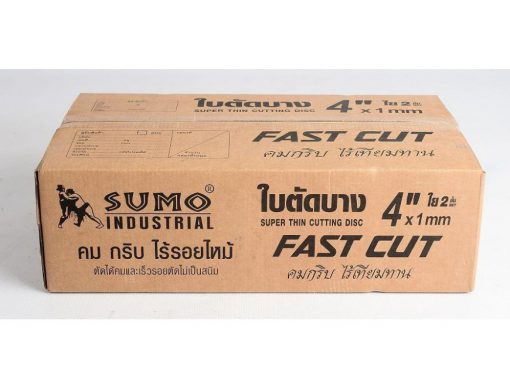 ใบตัดบาง 4" ใย 2 ชั้น
SUPER THIN CUTTING DISC x 1 mm
FAST CUT
คมกริบ ไร้เทียมทาน
SUMO®
INDUSTRIAL
คม กริบ ไร้รอยไหม้
ตัดได้คมและเร็วรอยตัดไม่เป็นสนิม
ใบตัดบาง 4" ใย 2 ชั้น
SUPER THIN CUTTING DISC x 1 mm
FAST CUT
คมกริบ ไร้เทียมทาน